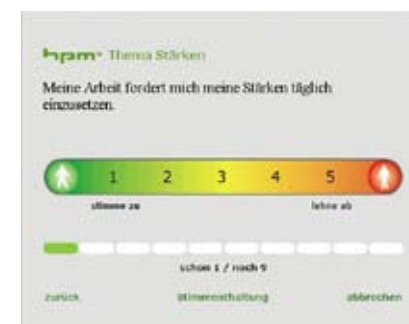 hpm Thema Stärken
Meine Arbeit fordert mich meine Stärken täglich
einzusetzen.
1 2 3 4 5
stimme zu lehne ab
schon 1 / noch 9
zurück Stimmenthaltung abbrechen